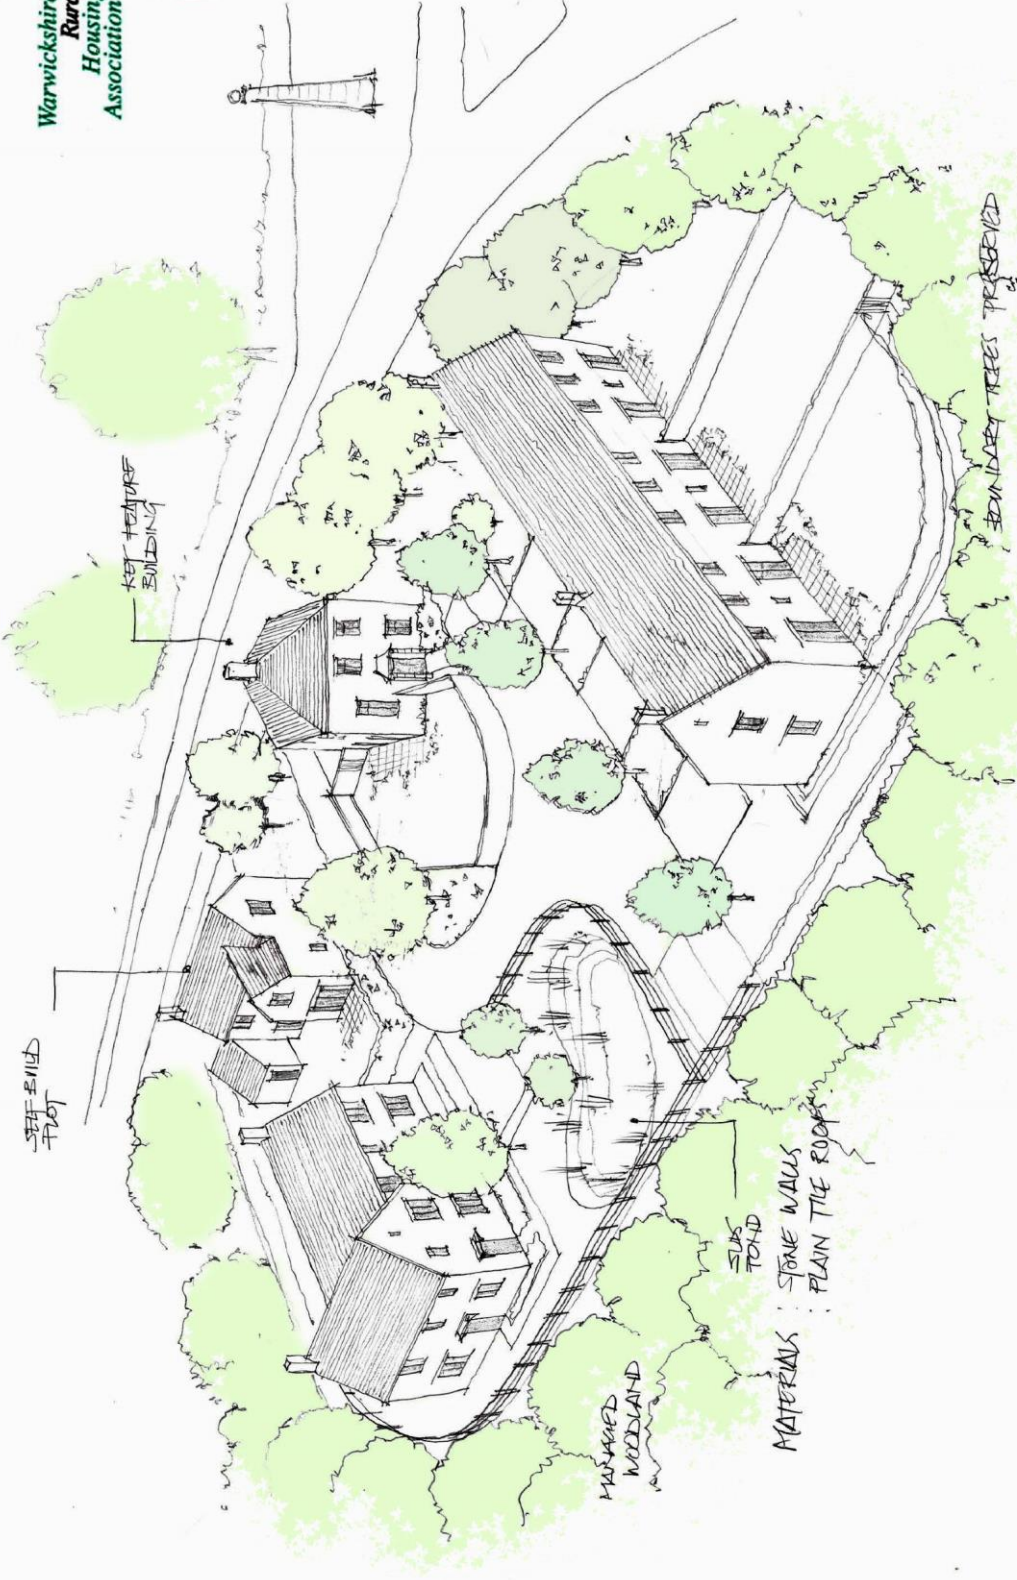 Warwickshire
Rural
Housing
Association
KEY FEATURE
BUILDING
SELF BUILD
PLOT
BOUNDARY TREES PRESERVED
SUDS
POND
MATERIALS : STONE WALLS
: PLAIN TILE ROOFS
MANAGED
WOODLAND